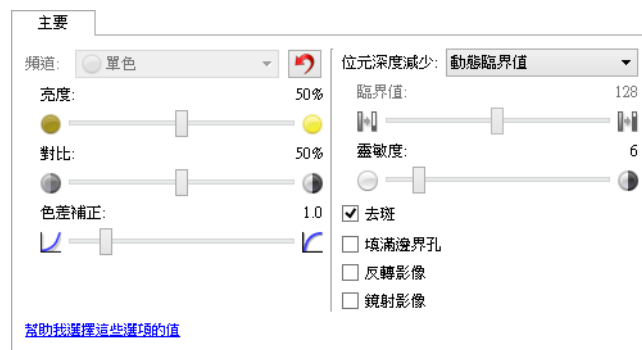 主要
頻道: 單色
亮度: 50%
對比: 50%
色差補正: 1.0
幫助我選擇這些選項的值
位元深度減少: 動態臨界值
臨界值: 128
靈敏度: 6
去斑
填滿邊界孔
反轉影像
鏡射影像